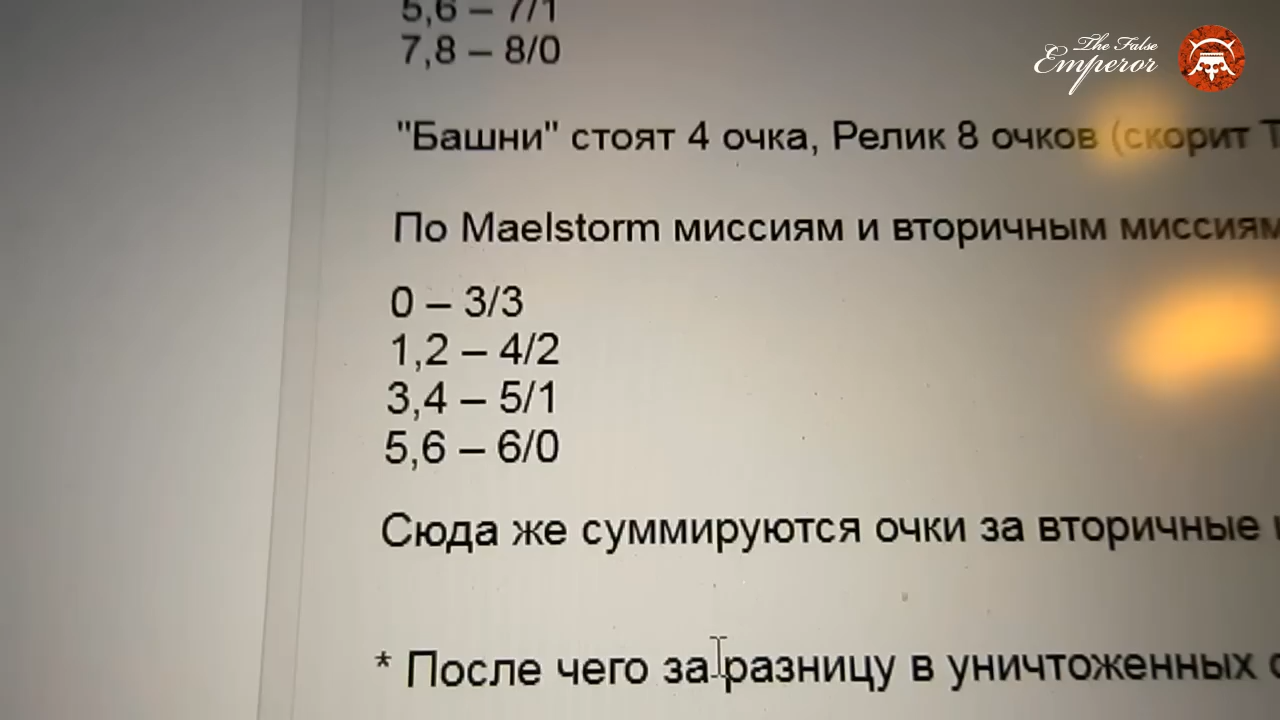 5,6 – 7/1
7,8 – 8/0
The False
Emperor
"Башни" стоят 4 очка, Релик 8 очков (скорит
По Maelstorm миссиям и вторичным миссиям
0 – 3/3
1,2 – 4/2
3,4 – 5/1
5,6 – 6/0
Сюда же суммируются очки за вторичные
* После чего за разницу в уничтоженных